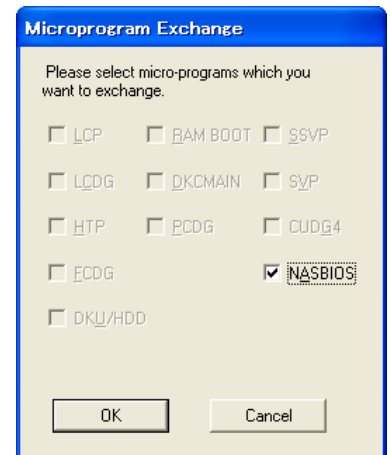 Microprogram Exchange
Please select micro-programs which you
want to exchange.
LCP RAM BOOT SSVP
LCDG DKCMAIN SVP
HTP PCDG CUDG4
FCDG NASBIOS
DKU/HDD
OK Cancel